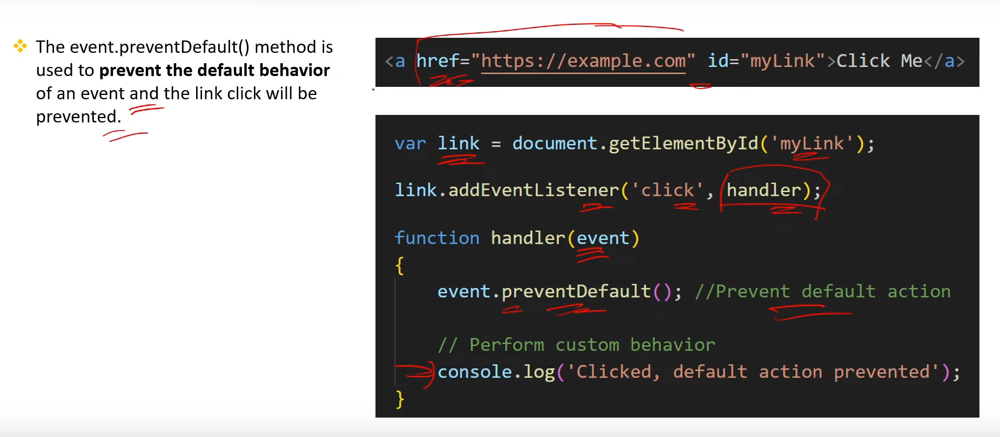 The event.preventDefault() method is
used to prevent the default behavior
of an event and the link click will be
prevented.
<a href="https://example.com" id="myLink">Click Me</a>
var link = document.getElementById('myLink');
link.addEventListener('click', handler);
function handler(event)
{
event.preventDefault(); //Prevent default action
// Perform custom behavior
console.log('Clicked, default action prevented');
}